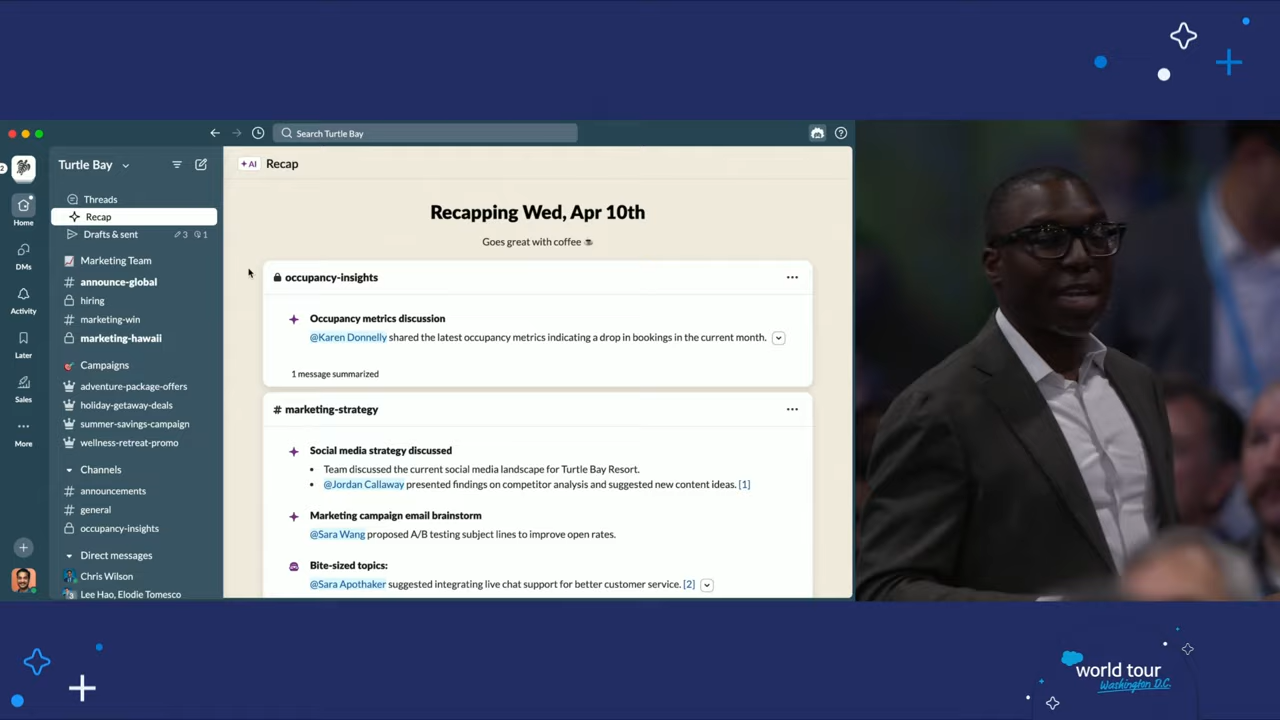 Search Turtle Bay
Turtle Bay
AI Recap
Threads
Recap
Drafts & sent 3 1
Home
DMs
Activity
Later
Sales
More
Marketing Team
announce-global
hiring
marketing-win
marketing-hawaii
Campaigns
adventure-package-offers
holiday-getaway-deals
summer-savings-campaign
wellness-retreat-promo
Channels
announcements
general
occupancy-insights
Direct messages
Chris Wilson
3 Lee Hao, Elodie Tomesco
Recapping Wed, Apr 10th
Goes great with coffee
occupancy-insights
Occupancy metrics discussion
@Karen Donnelly shared the latest occupancy metrics indicating a drop in bookings in the current month.
1 message summarized
# marketing-strategy
Social media strategy discussed
• Team discussed the current social media landscape for Turtle Bay Resort.
• @Jordan Callaway presented findings on competitor analysis and suggested new content ideas. [1]
Marketing campaign email brainstorm
@Sara Wang proposed A/B testing subject lines to improve open rates.
Bite-sized topics:
@Sara Apothaker suggested integrating live chat support for better customer service. [2]
world tour
Washington D.C.